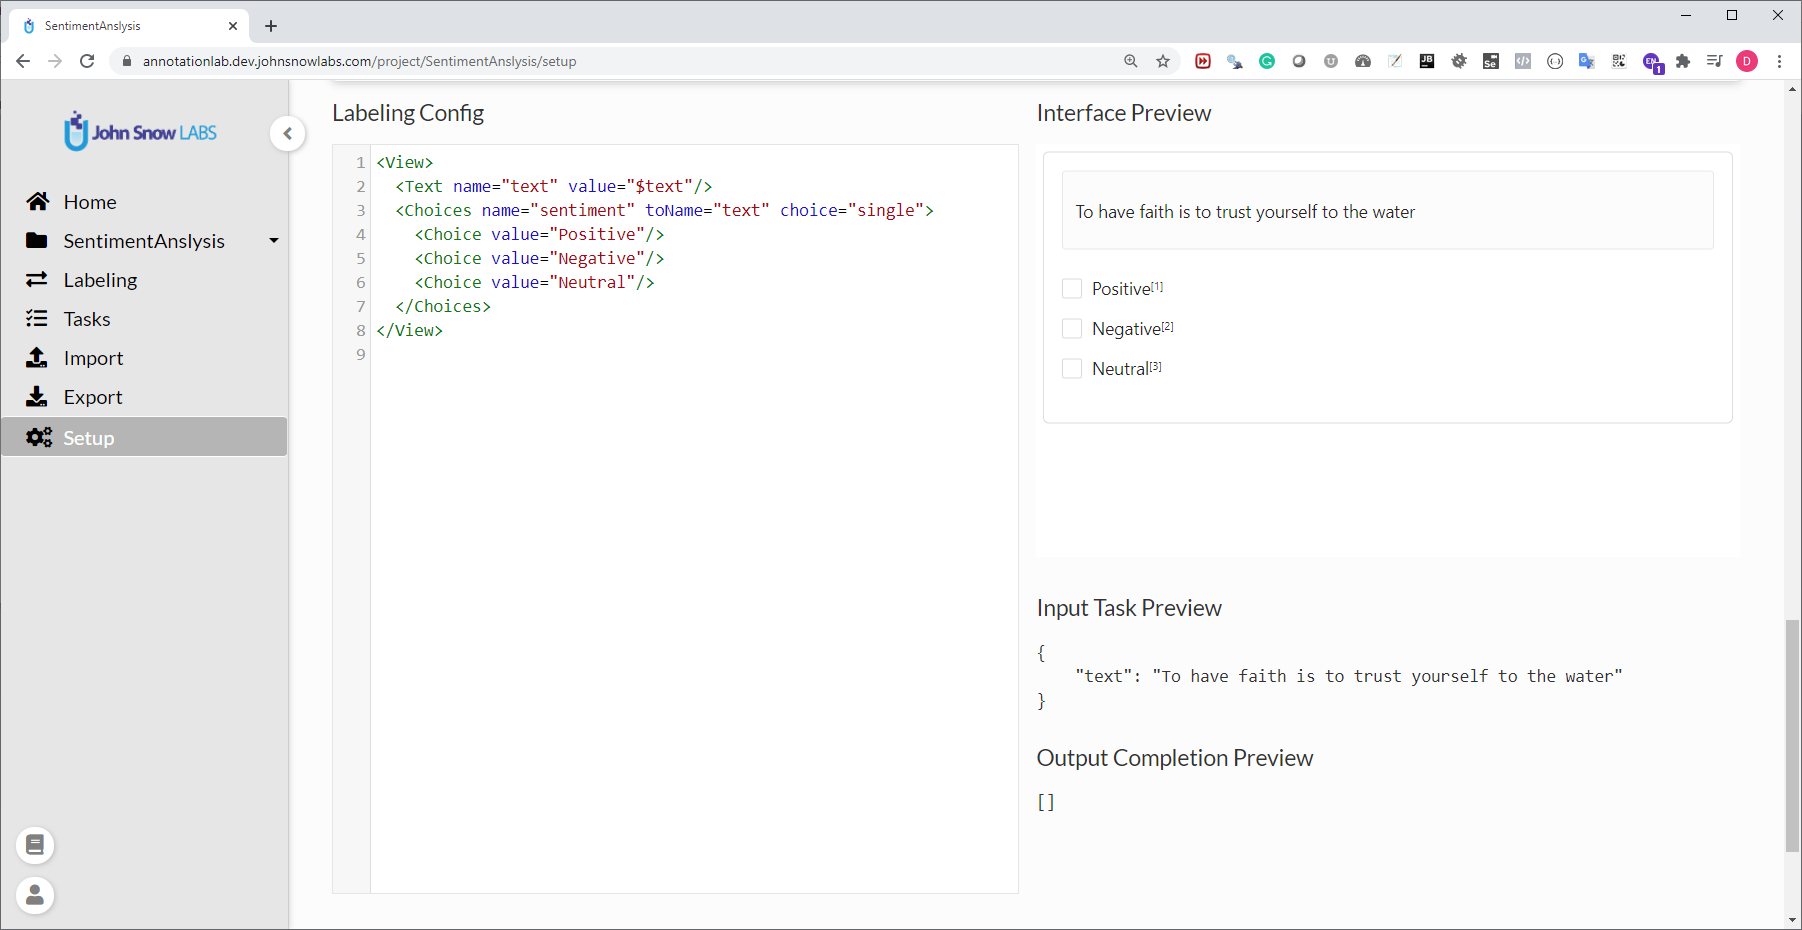 SentimentAnslysis
annotationlab.dev.johnsnowlabs.com/project/SentimentAnslysis/setup
John Snow LABS
Home
SentimentAnslysis
Labeling
Tasks
Import
Export
Setup
Labeling Config
1 <View>
2 <Text name="text" value="$text"/>
3 <Choices name="sentiment" toName="text" choice="single">
4 <Choice value="Positive"/>
5 <Choice value="Negative"/>
6 <Choice value="Neutral"/>
7 </Choices>
8 </View>
9
Interface Preview
To have faith is to trust yourself to the water
Positive[1]
Negative[2]
Neutral[3]
Input Task Preview
{
"text": "To have faith is to trust yourself to the water"
}
Output Completion Preview
[]